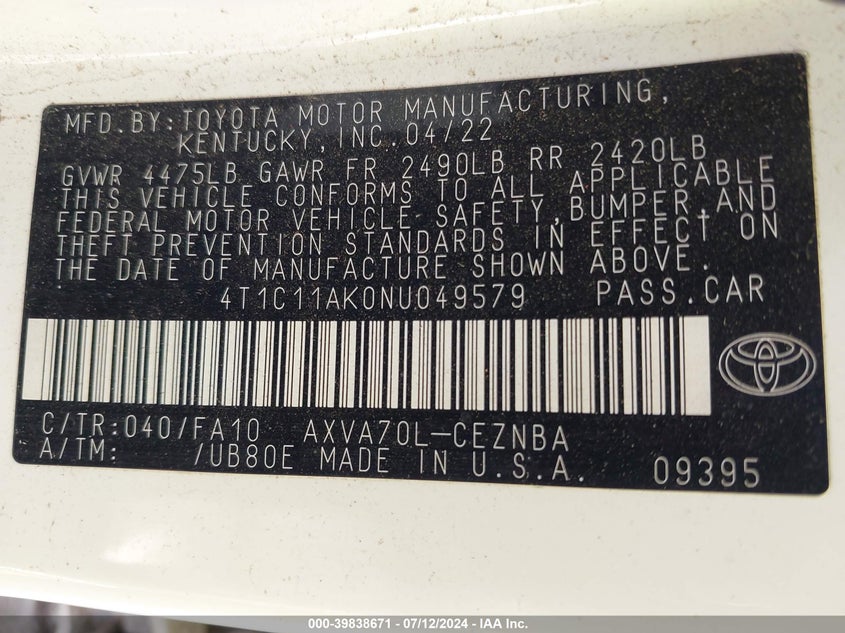 MFD.BY:TOYOTA MOTOR MANUFACTURING,
KENTUCKY,INC.04/22
GVWR 4475LB GAWR FR 2490LB RR 2420LB
THIS VEHICLE CONFORMS TO ALL APPLICABLE
FEDERAL MOTOR VEHICLE SAFETY,BUMPER,AND
THEFT PREVENTION STANDARDS IN EFFECT ON
THE DATE OF MANUFACTURE SHOWN ABOVE.
4T1C11AK0NU049579 PASS.CAR
C/TR:040/FA10 AXVA70L-CEZNBA
A/TM: /UB80E MADE IN U.S.A. 09395
000-39838671 - 07/12/2024 - IAA Inc.